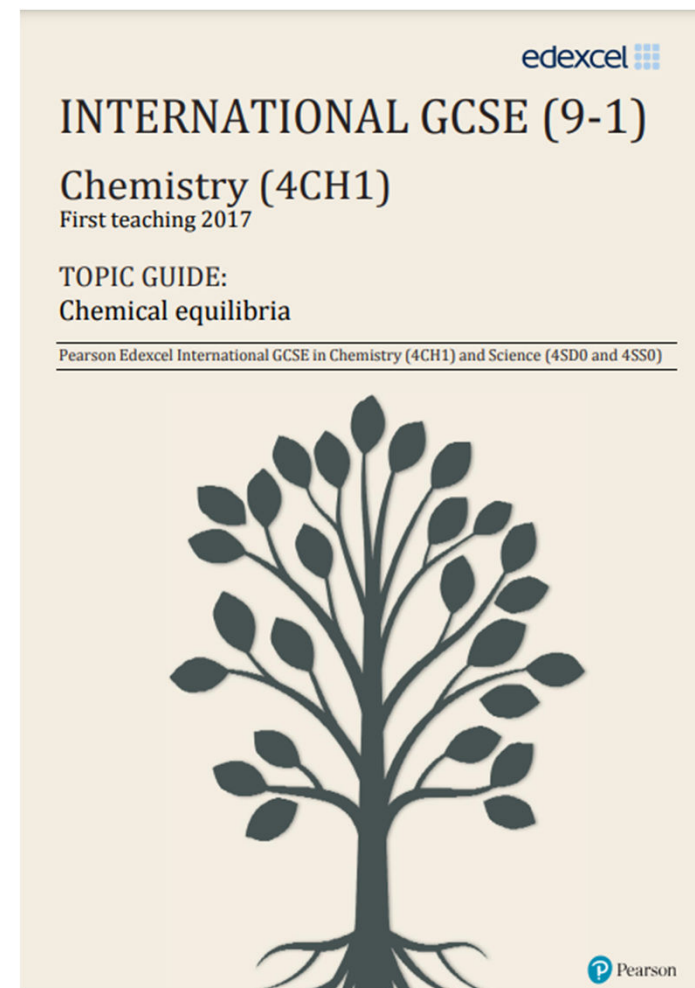 edexcel
INTERNATIONAL GCSE (9-1)
Chemistry (4CH1)
First teaching 2017
TOPIC GUIDE:
Chemical equilibria
Pearson Edexcel International GCSE in Chemistry (4CH1) and Science (4SD0 and 4SS0)
P Pearson